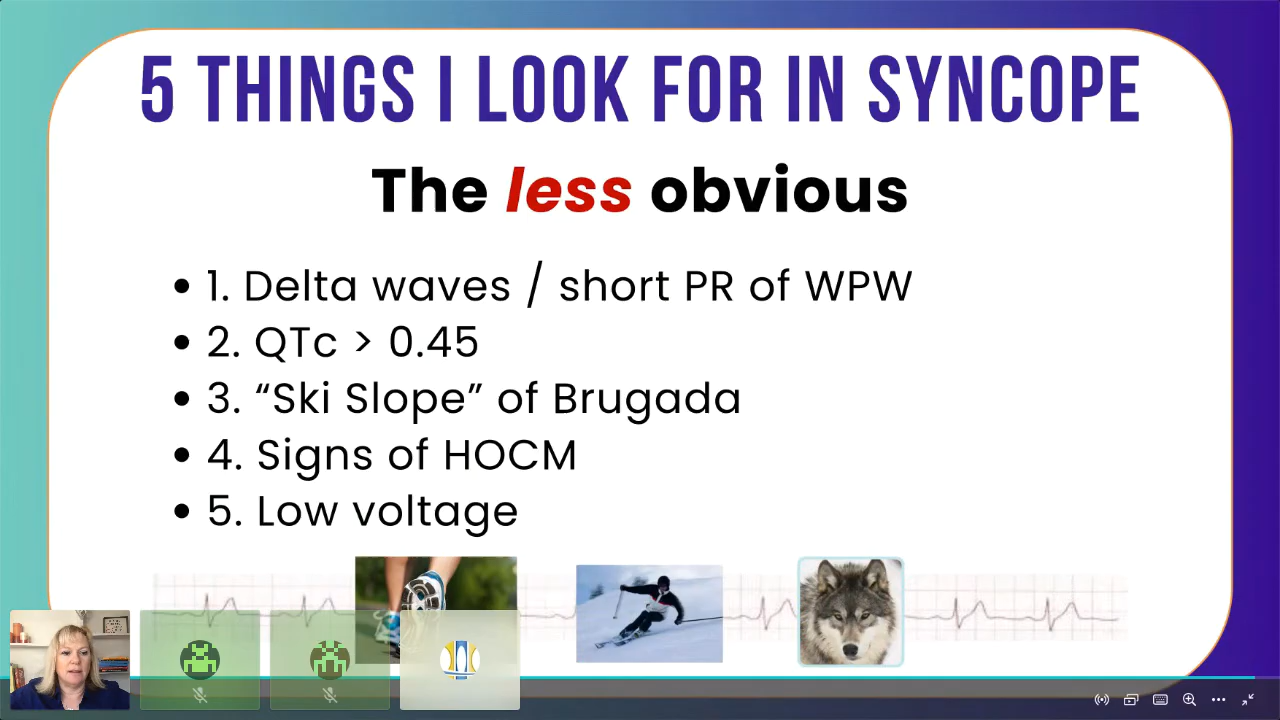 5 THINGS I LOOK FOR IN SYNCOPE
The less obvious
• 1. Delta waves / short PR of WPW
• 2. QTc > 0.45
• 3. “Ski Slope” of Brugada
• 4. Signs of HOCM
• 5. Low voltage